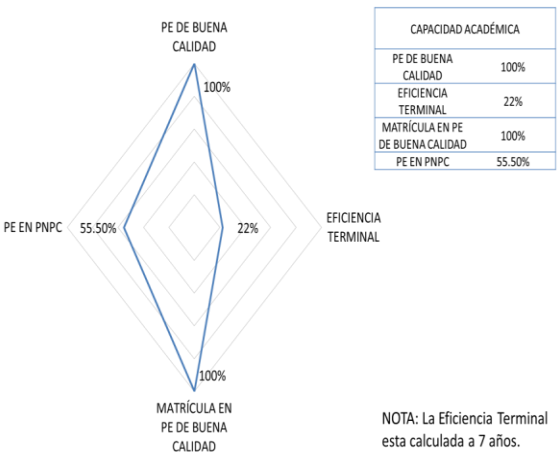 PE DE BUENA
CALIDAD
100%
PE EN PNPC
55.50%
22%
EFICIENCIA
TERMINAL
100%
MATRÍCULA EN
PE DE BUENA
CALIDAD
CAPACIDAD ACADÉMICA
PE DE BUENA
CALIDAD
100%
EFICIENCIA
TERMINAL
22%
MATRÍCULA EN PE
DE BUENA CALIDAD
100%
PE EN PNPC
55.50%
NOTA: La Eficiencia Terminal
esta calculada a 7 años.